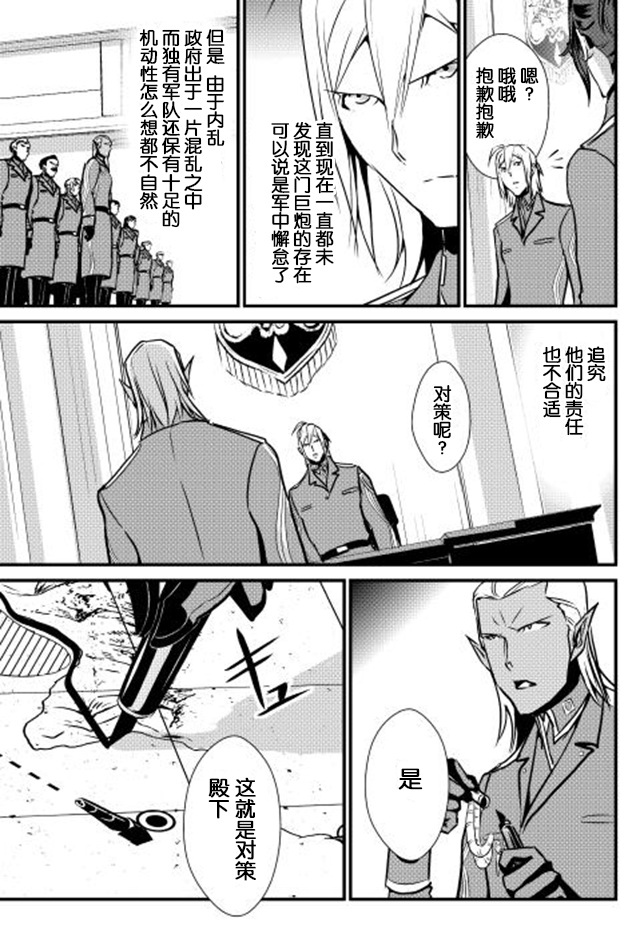 嗯？
哦哦
抱歉抱歉
直到现在一直都未
发现这门巨炮的存在
可以说是军中懈怠了
但是 由于内乱
政府出于一片混乱之中
而独有军队还保有十足的
机动性怎么想都不自然
追究
他们的责任
也不合适
对策呢？
是
キュ
这就是对策
殿下